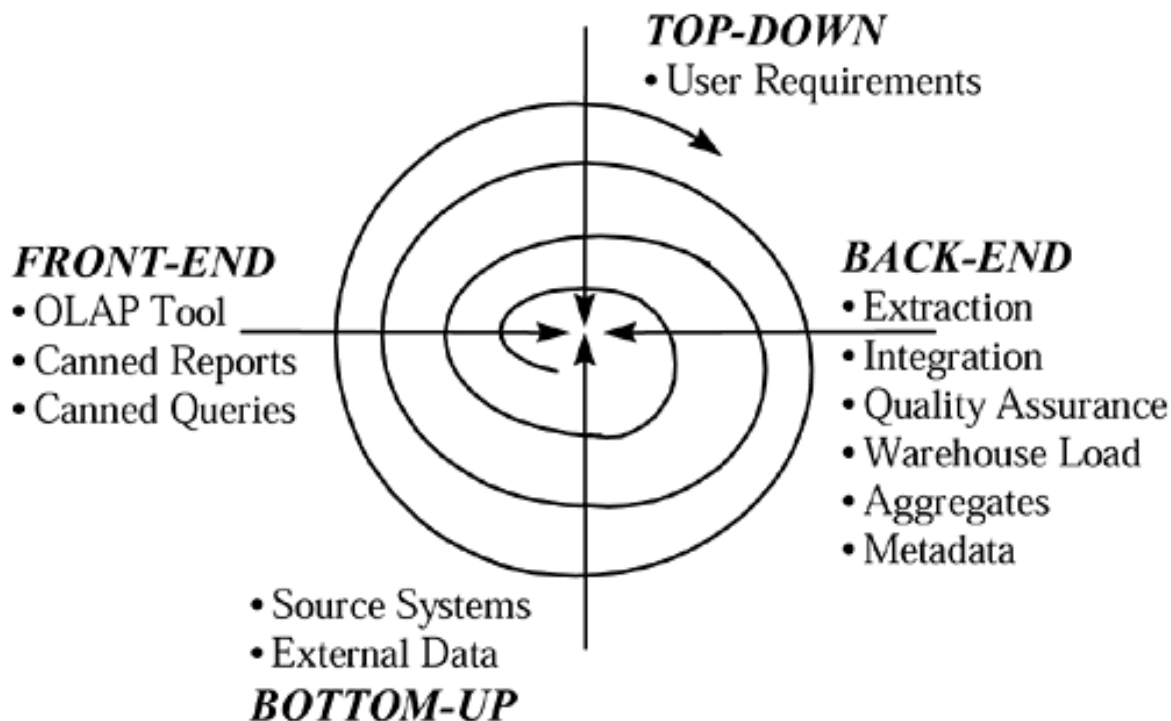 TOP-DOWN
• User Requirements
FRONT-END
• OLAP Tool
• Canned Reports
• Canned Queries
BACK-END
• Extraction
• Integration
• Quality Assurance
• Warehouse Load
• Aggregates
• Metadata
• Source Systems
• External Data
BOTTOM-UP